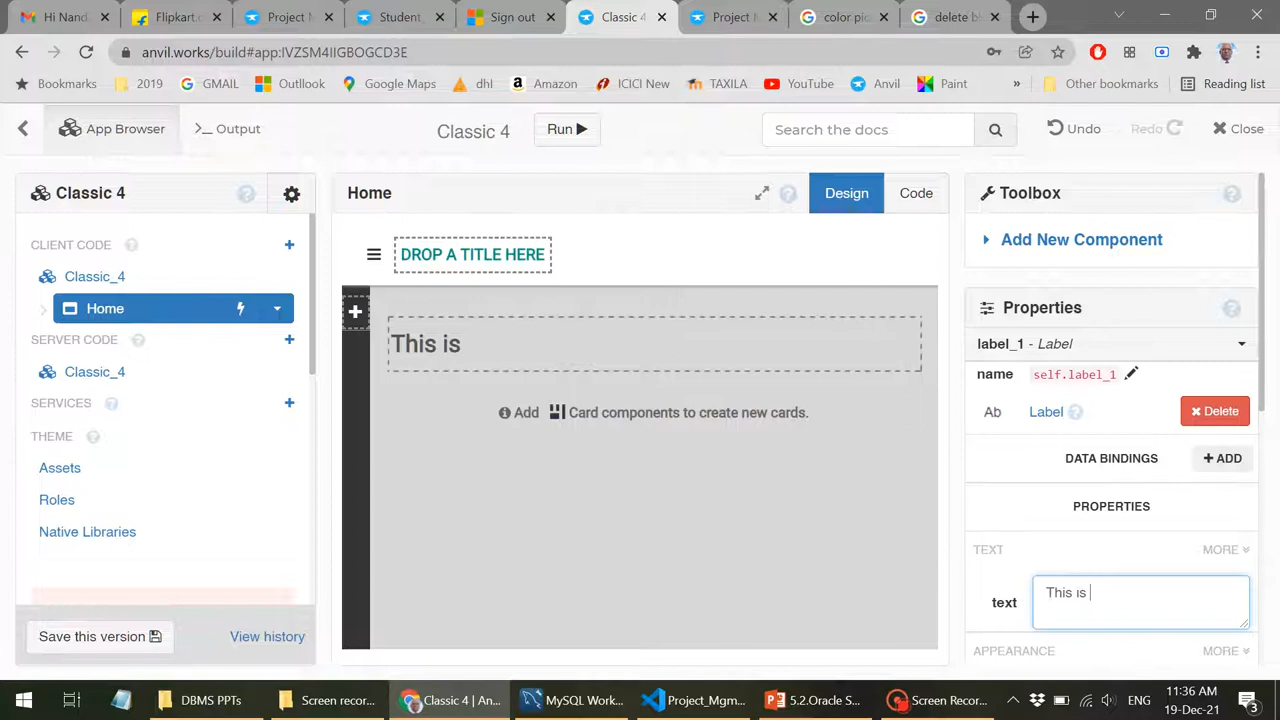 Hi Nand
Flipkart.
Project M
Student_
Sign out
Classic 4
Project M
color pic
delete bl
anvil.works/build#app:IVZSM4IIGBOGCD3E
Bookmarks
2019
GMAIL
Outllook
Google Maps
dhl
Amazon
ICICI New
TAXILA
YouTube
Anvil
Paint
»
Other bookmarks
Reading list
App Browser
>_ Output
Classic 4
Run
Search the docs
Undo
Redo
Close
Classic 4
Home
Design
Code
Toolbox
CLIENT CODE
DROP A TITLE HERE
Add New Component
Classic_4
Home
Properties
SERVER CODE
This is
label_1 - Label
Classic_4
name self.label_1
SERVICES
Add Card components to create new cards.
Ab Label
Delete
THEME
DATA BINDINGS
+ ADD
Assets
Roles
PROPERTIES
Native Libraries
TEXT
MORE
text
This is
Save this version
View history
APPEARANCE
MORE
DBMS PPTs
Screen recor...
Classic 4 | An...
MySQL Work...
Project_Mgm...
5.2.Oracle S...
Screen Recor...
ENG
11:36 AM
19-Dec-21
3